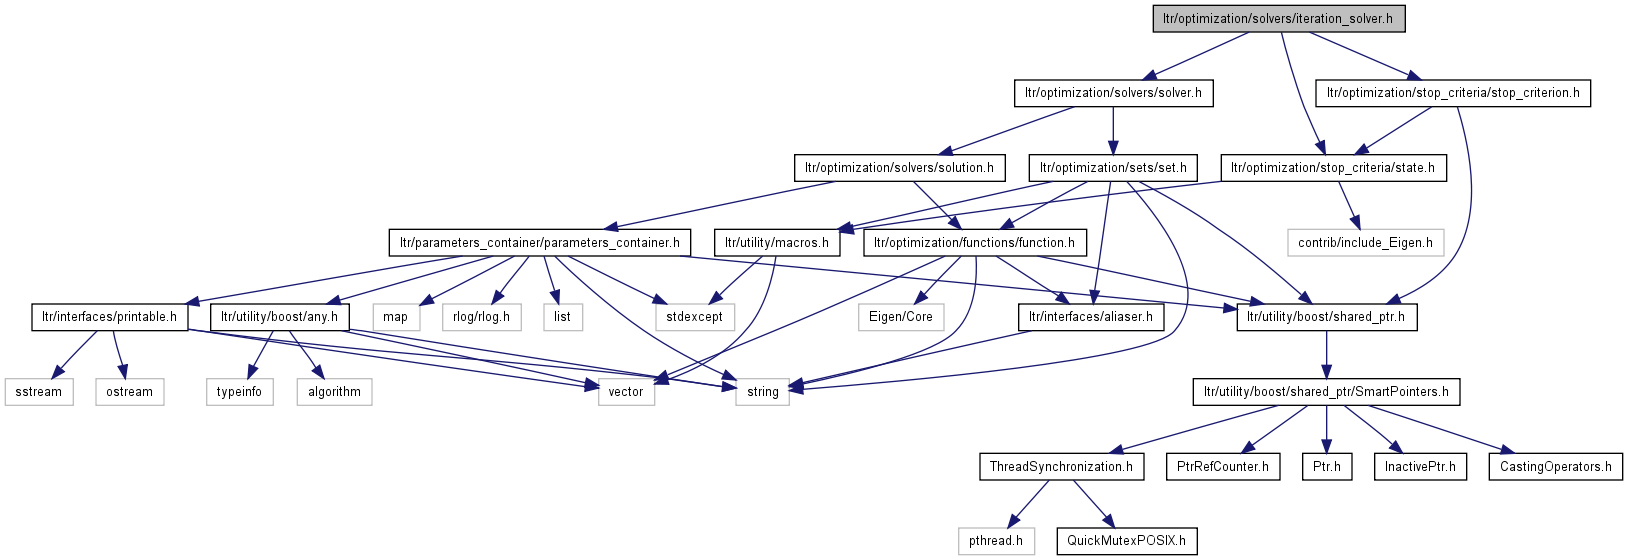 ltr/optimization/solvers/iteration_solver.h
ltr/optimization/solvers/solver.h
ltr/optimization/stop_criteria/stop_criterion.h
ltr/optimization/solvers/solution.h
ltr/optimization/sets/set.h
ltr/optimization/stop_criteria/state.h
ltr/parameters_container/parameters_container.h
ltr/utility/macros.h
ltr/optimization/functions/function.h
contrib/include_Eigen.h
ltr/interfaces/printable.h
ltr/utility/boost/any.h
map
rlog/rlog.h
list
stdexcept
Eigen/Core
ltr/interfaces/aliaser.h
ltr/utility/boost/shared_ptr.h
sstream
ostream
typeinfo
algorithm
vector
string
ltr/utility/boost/shared_ptr/SmartPointers.h
ThreadSynchronization.h
PtrRefCounter.h
Ptr.h
InactivePtr.h
CastingOperators.h
pthread.h
QuickMutexPOSIX.h